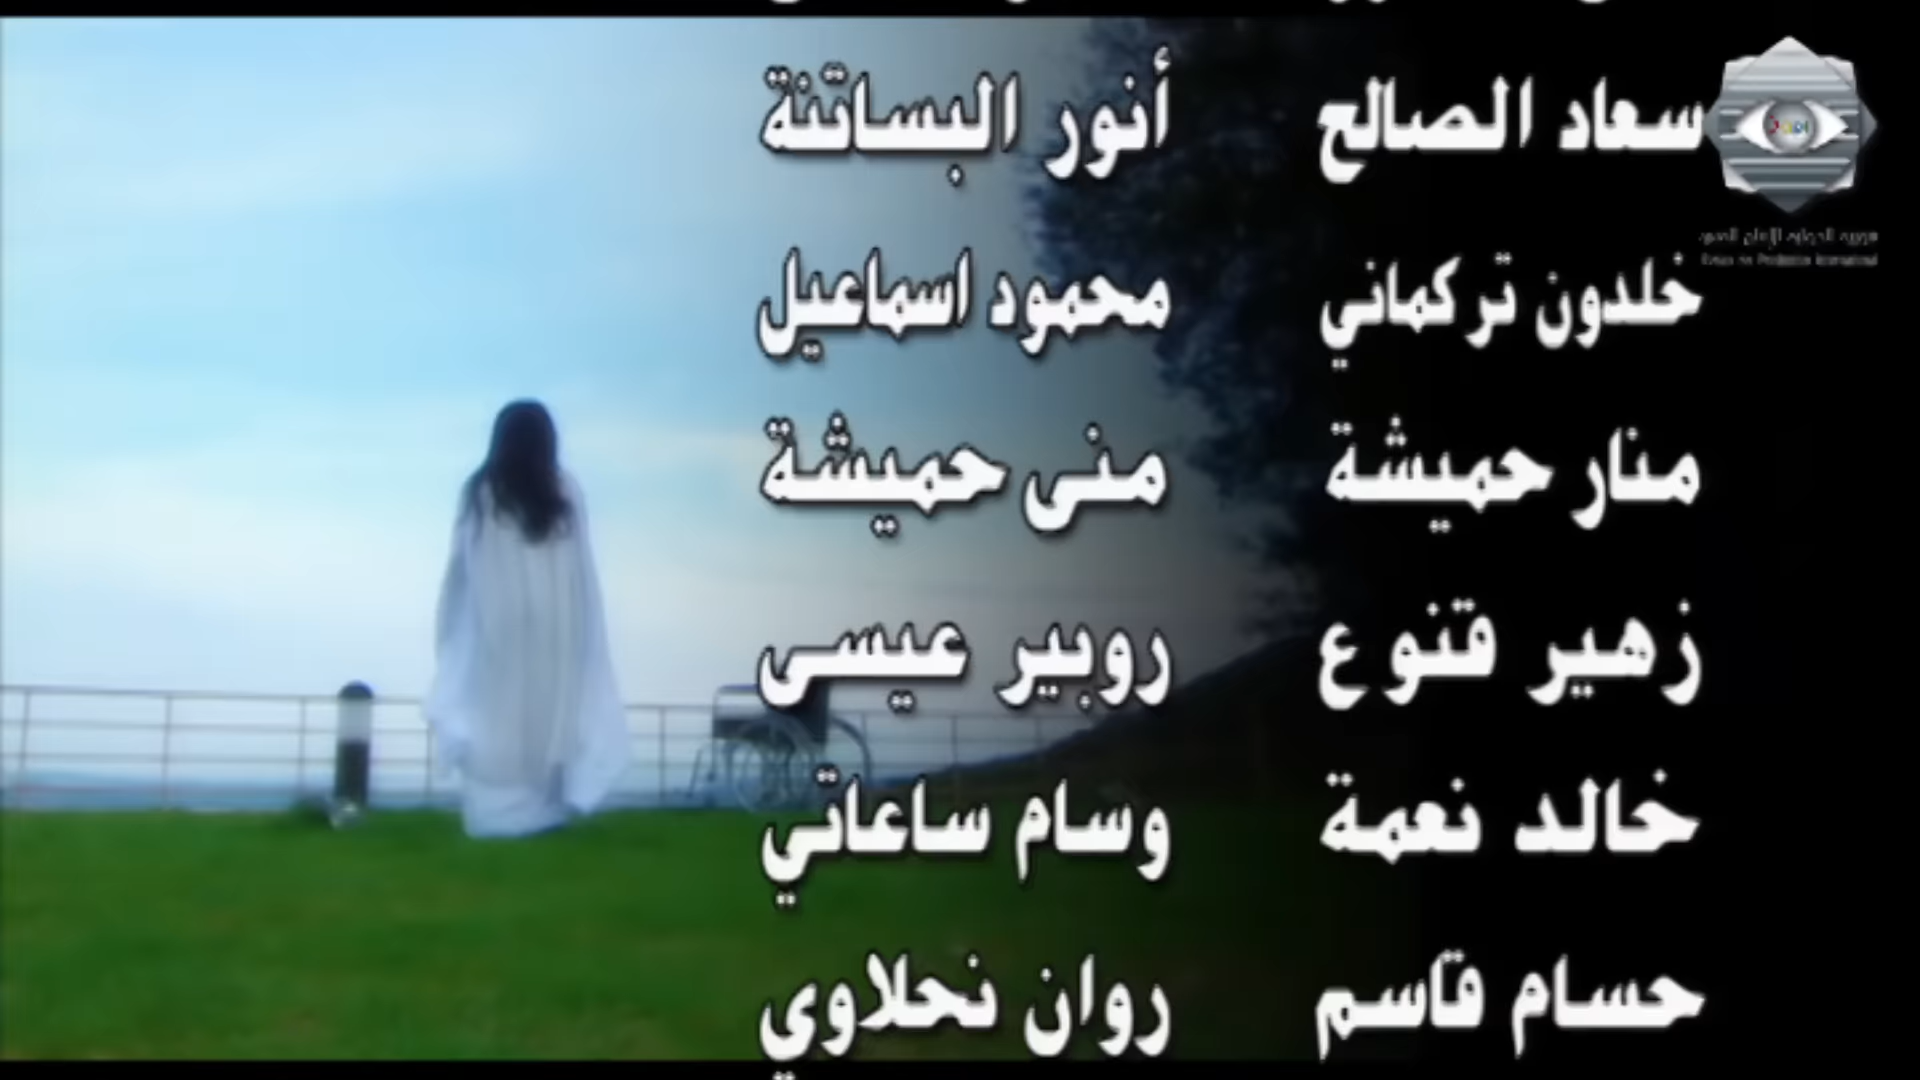 سعاد الصالح أنور البساتنة
خلدون تركماني محمود اسماعيل
منار حميشة منى حميشة
زهير قنوع روبير عيسى
خالد نعمة وسام ساعاتي
حسام قاسم روان نحلاوي